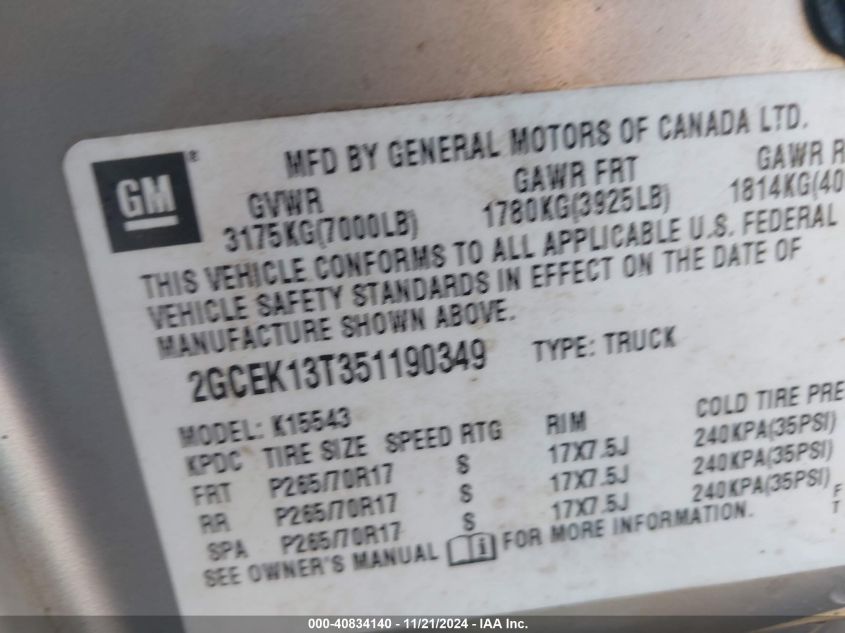 MFD BY GENERAL MOTORS OF CANADA LTD.
GM ®
GVWR GAWR FRT GAWR R
3175KG(7000LB) 1780KG(3925LB) 1814KG(40
THIS VEHICLE CONFORMS TO ALL APPLICABLE U.S. FEDERAL
VEHICLE SAFETY STANDARDS IN EFFECT ON THE DATE OF
MANUFACTURE SHOWN ABOVE.
2GCEK13T351190349 TYPE: TRUCK
MODEL: K15543
KPDC TIRE SIZE SPEED RTG RIM COLD TIRE PRE
FRT P265/70R17 S 17X7.5J 240KPA(35PSI)
RR P265/70R17 S 17X7.5J 240KPA(35PSI)
SPA P265/70R17 S 17X7.5J 240KPA(35PSI)
SEE OWNER'S MANUAL i FOR MORE INFORMATION.
F
T
000-40834140 - 11/21/2024 - IAAI Inc.